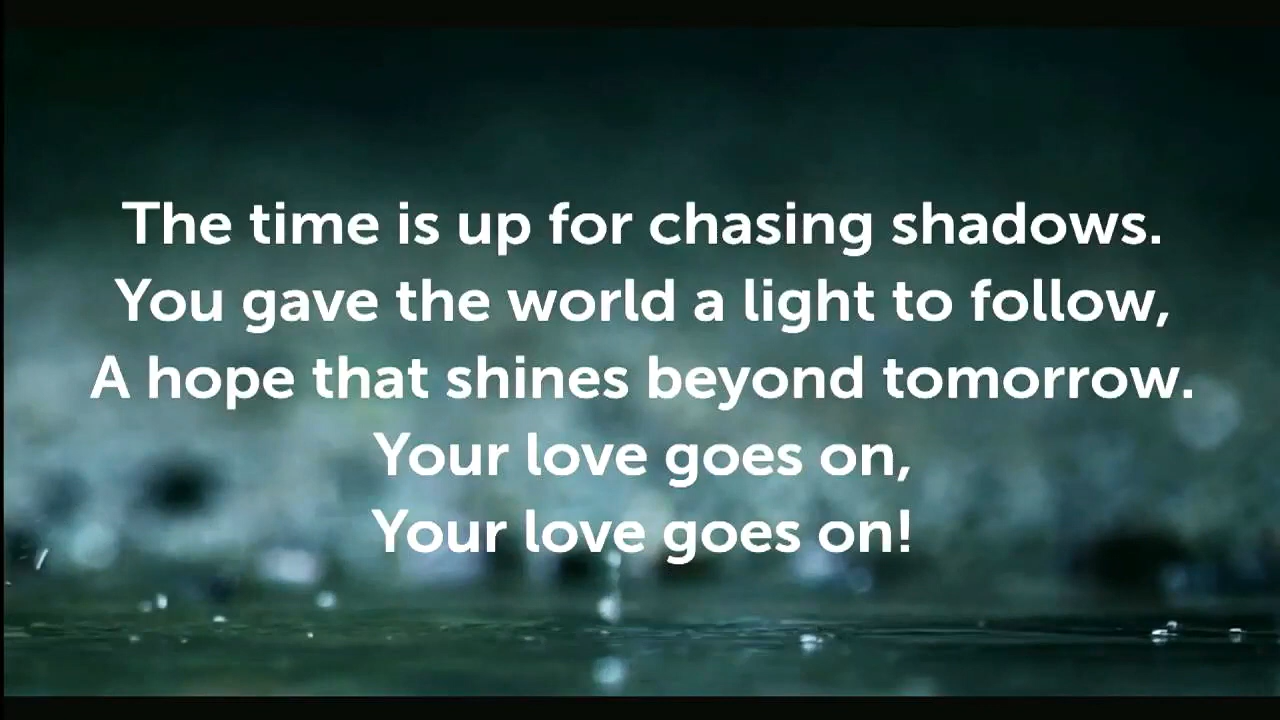 The time is up for chasing shadows.
You gave the world a light to follow,
A hope that shines beyond tomorrow.
Your love goes on,
Your love goes on!